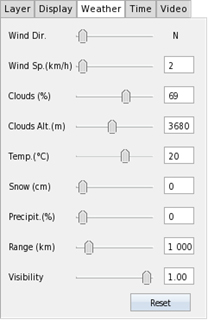 Layer Display Weather Time Video
Wind Dir. N
Wind Sp.(km/h) 2
Clouds (%) 69
Clouds Alt.(m) 3680
Temp.(°C) 20
Snow (cm) 0
Precipit.(%) 0
Range (km) 1 000
Visibility 1.00
Reset